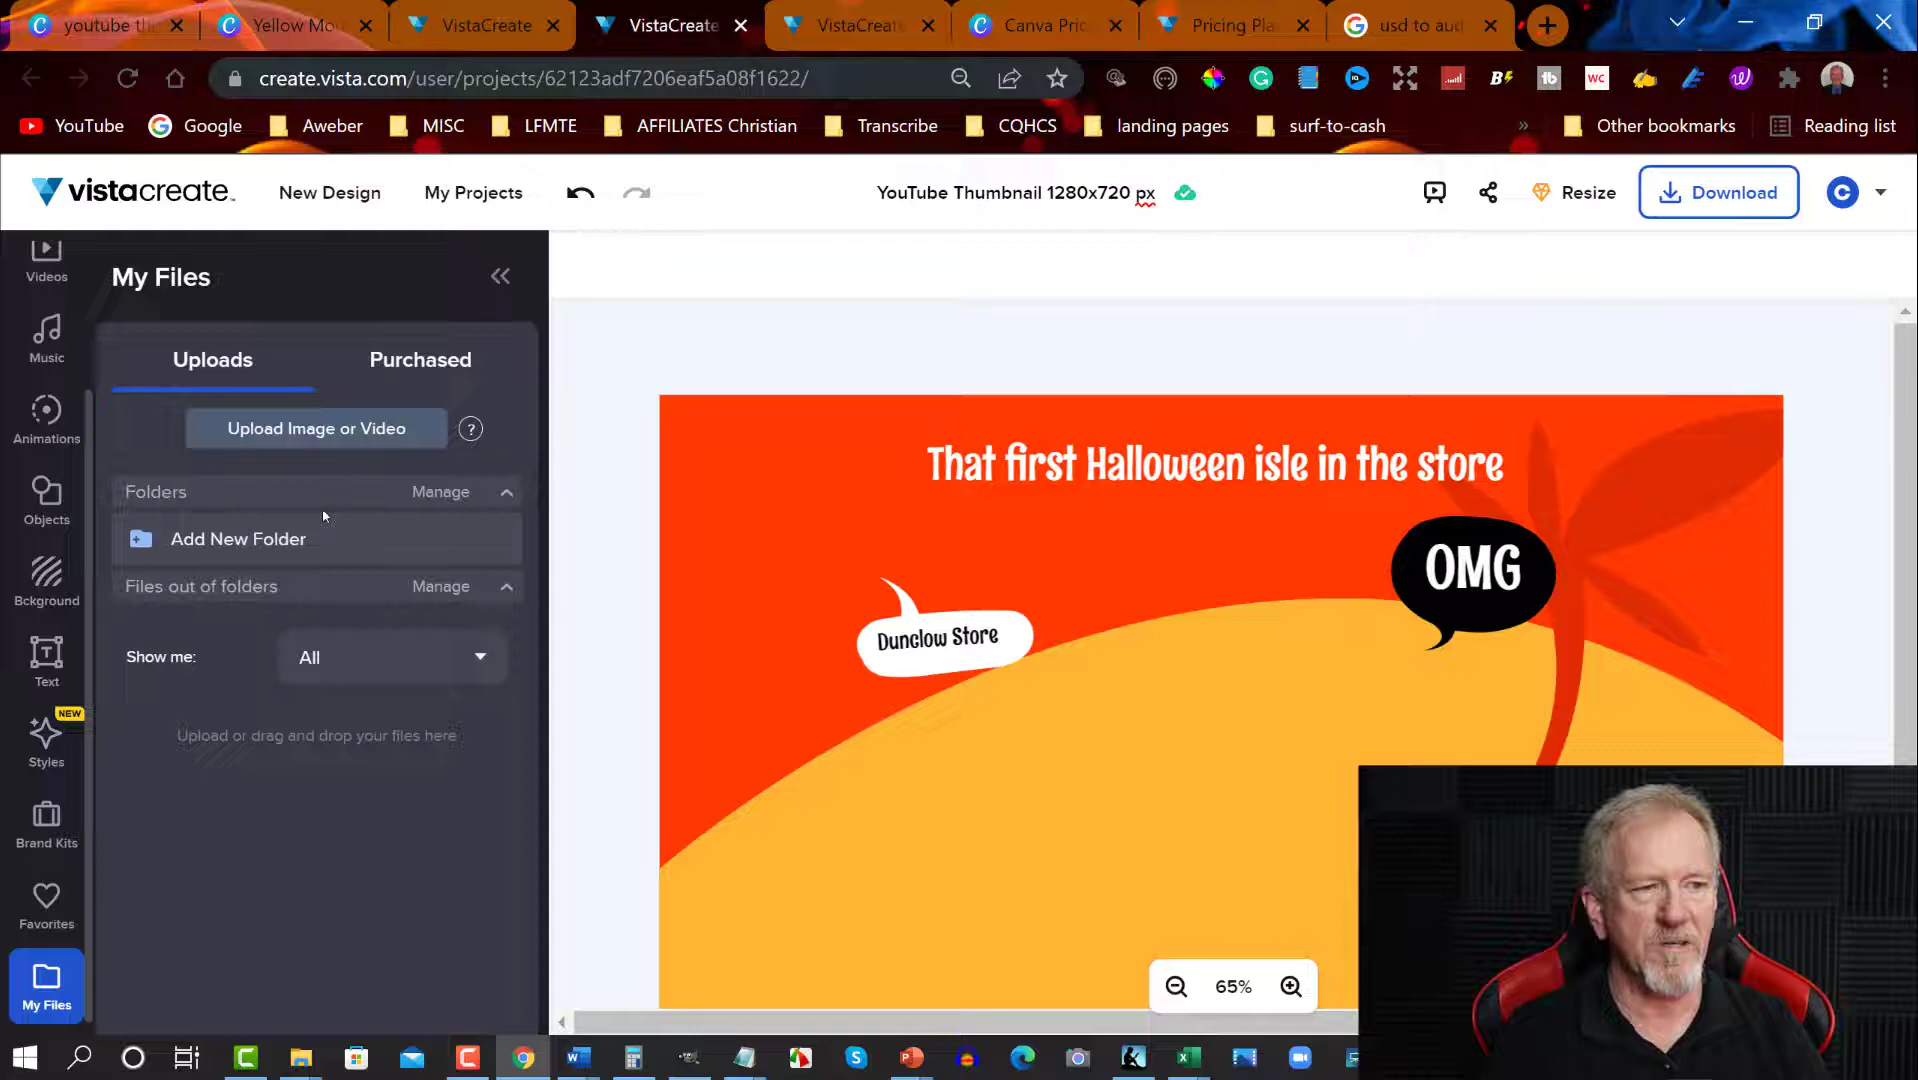 youtube th
Yellow Mou
VistaCreate
VistaCreate
VistaCreate
Canva Pric
Pricing Pla
usd to aud
create.vista.com/user/projects/62123adf7206eaf5a08f1622/
YouTube
Google
Aweber
MISC
LFMTE
AFFILIATES Christian
Transcribe
CQHCS
landing pages
surf-to-cash
»
Other bookmarks
Reading list
vistacreate
New Design
My Projects
YouTube Thumbnail 1280x720 px
Resize
Download
C
Videos
Music
Animations
Objects
Bckground
Text
NEW
Styles
Brand Kits
Favorites
My Files
My Files
Uploads
Purchased
Upload Image or Video
?
Folders
Manage
Add New Folder
Files out of folders
Manage
Show me:
All
Upload or drag and drop your files here
That first Halloween isle in the store
OMG
Dunclow Store
65%